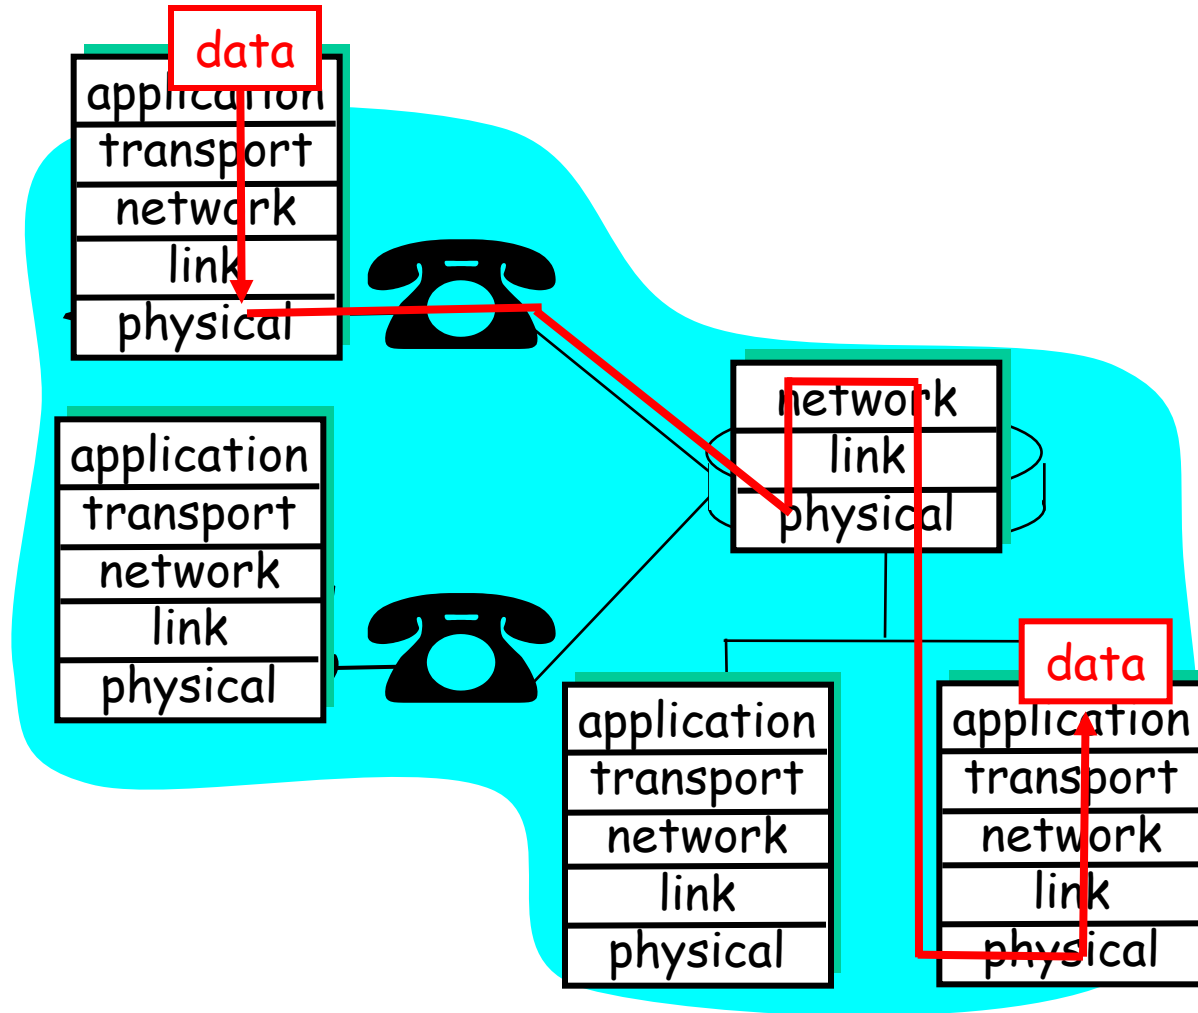 data
application
transport
network
link
physical
application
transport
network
link
physical
network
link
physical
application
transport
network
link
physical
data
application
transport
network
link
physical